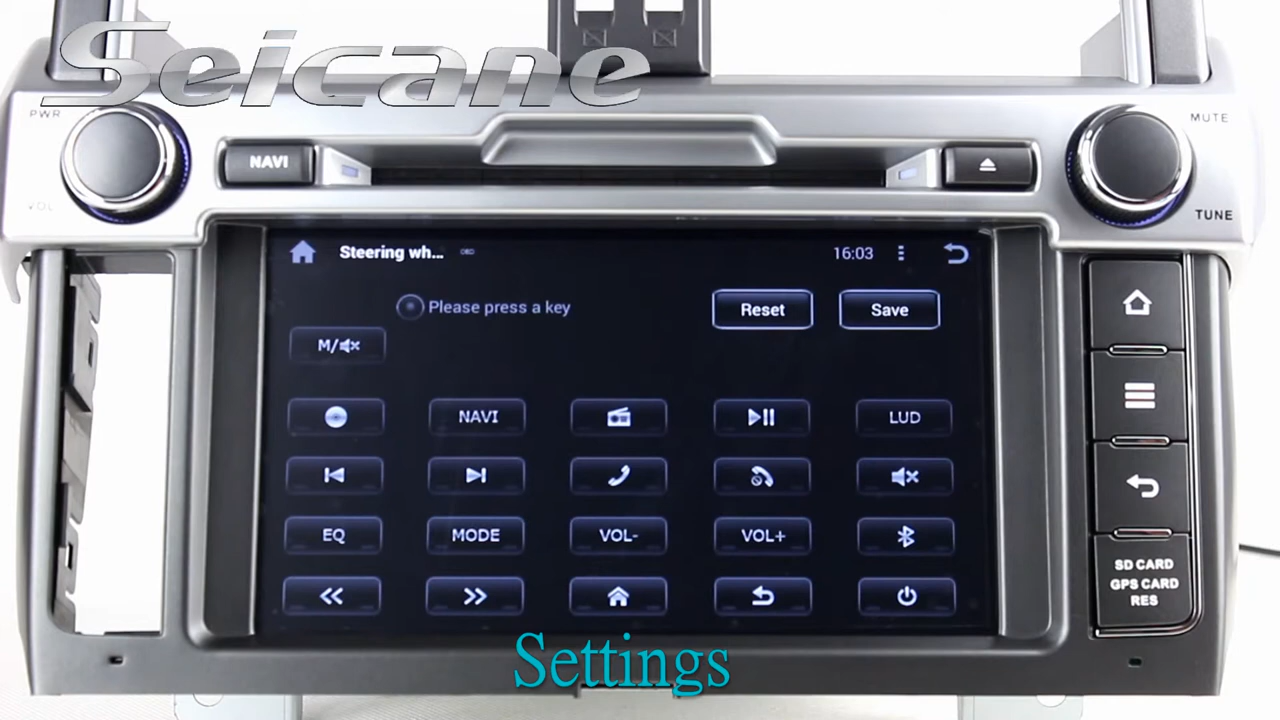 Seicane
PWR
MUTE
NAVI
VOL
TUNE
Steering wh...
OBD
16:03
Please press a key
Reset
Save
M/
NAVI
LUD
EQ
MODE
VOL-
VOL+
SD CARD
GPS CARD
RES
Settings